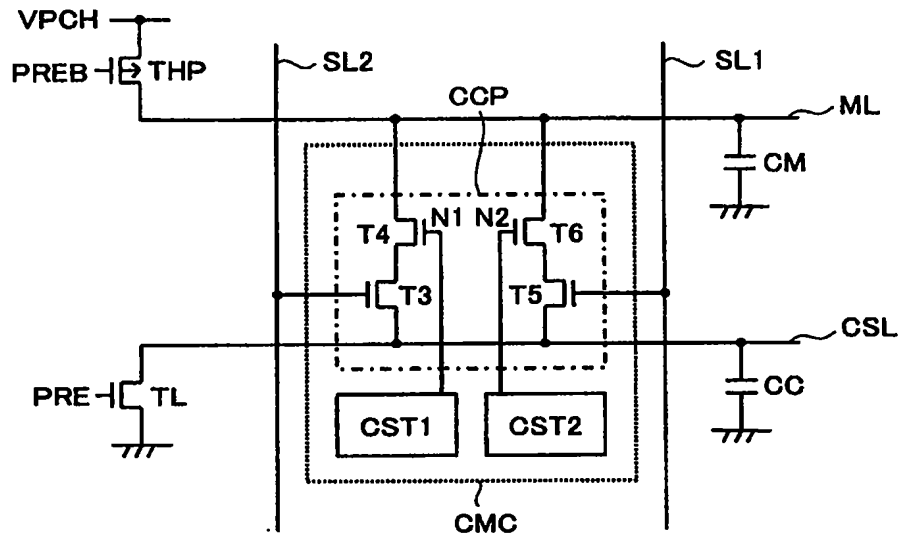 VPCH
PREB THP
SL2
SL1
CCP
ML
CM
N1 N2
T4 T6
T3 T5
CSL
PRE TL
CC
CST1 CST2
CMC